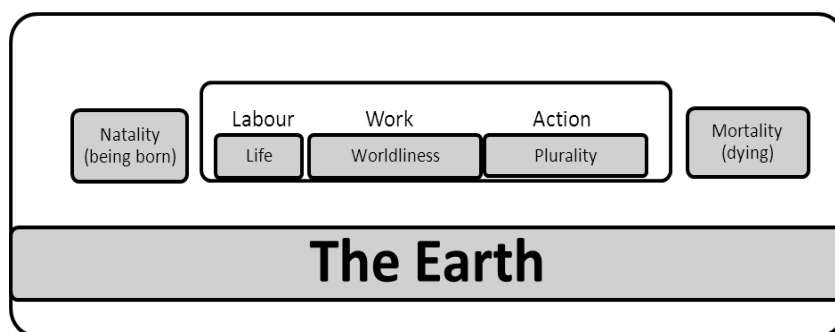 Natality
(being born)
Labour
Work
Action
Life
Worldliness
Plurality
Mortality
(dying)
The Earth